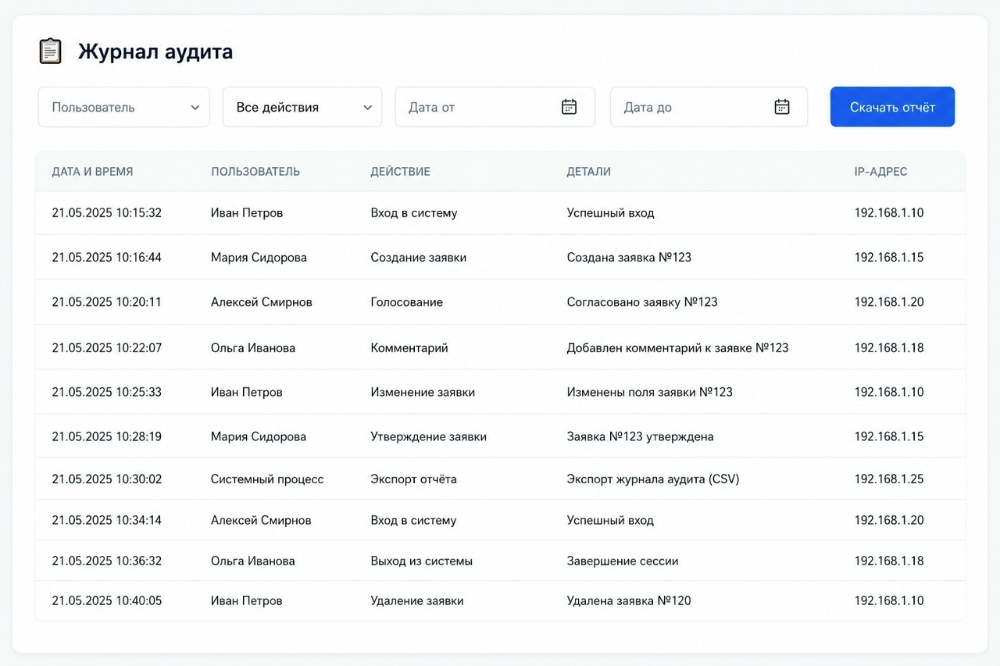 Журнал аудита
Пользователь Все действия Дата от Дата до Скачать отчёт
ДАТА И ВРЕМЯ ПОЛЬЗОВАТЕЛЬ ДЕЙСТВИЕ ДЕТАЛИ IP-АДРЕС
21.05.2025 10:15:32 Иван Петров Вход в систему Успешный вход 192.168.1.10
21.05.2025 10:16:44 Мария Сидорова Создание заявки Создана заявка №123 192.168.1.15
21.05.2025 10:20:11 Алексей Смирнов Голосование Согласовано заявку №123 192.168.1.20
21.05.2025 10:22:07 Ольга Иванова Комментарий Добавлен комментарий к заявке №123 192.168.1.18
21.05.2025 10:25:33 Иван Петров Изменение заявки Изменены поля заявки №123 192.168.1.10
21.05.2025 10:28:19 Мария Сидорова Утверждение заявки Заявка №123 утверждена 192.168.1.15
21.05.2025 10:30:02 Системный процесс Экспорт отчёта Экспорт журнала аудита (CSV) 192.168.1.25
21.05.2025 10:34:14 Алексей Смирнов Вход в систему Успешный вход 192.168.1.20
21.05.2025 10:36:32 Ольга Иванова Выход из системы Завершение сессии 192.168.1.18
21.05.2025 10:40:05 Иван Петров Удаление заявки Удалена заявка №120 192.168.1.10